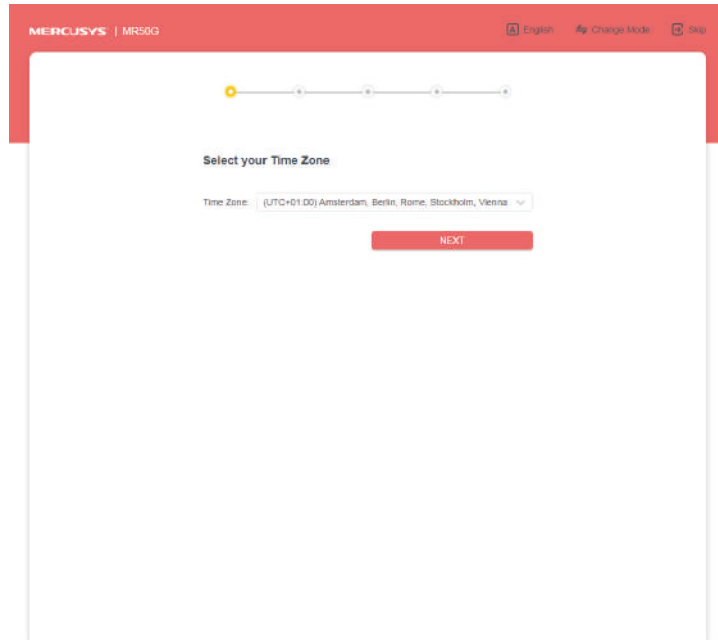 MERCUSYS | MR50G
A English Change Mode Skip
Select your Time Zone
Time Zone: (UTC+01:00) Amsterdam, Berlin, Rome, Stockholm, Vienna
NEXT